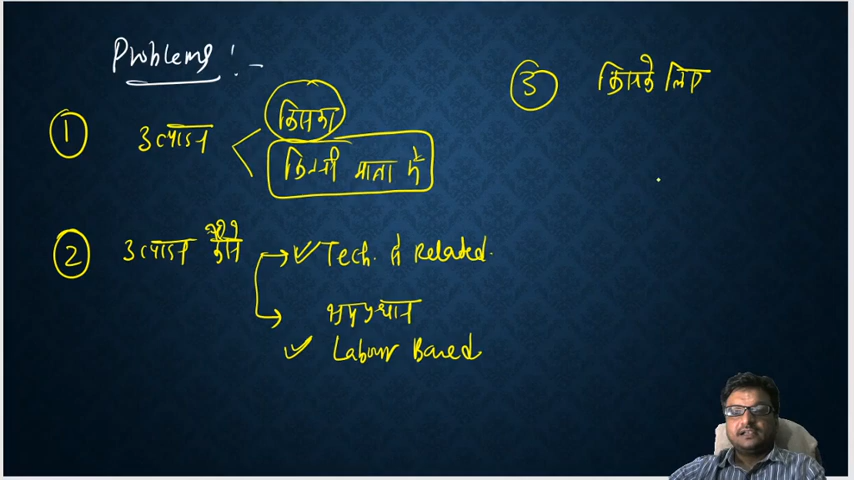 Problems :-
① उत्पादन
किसका
कितनी मात्रा में
② उत्पादन कैसे
✓ Tech. से Related.
श्रमप्रधान
✓ Labour Based
③ किसके लिए